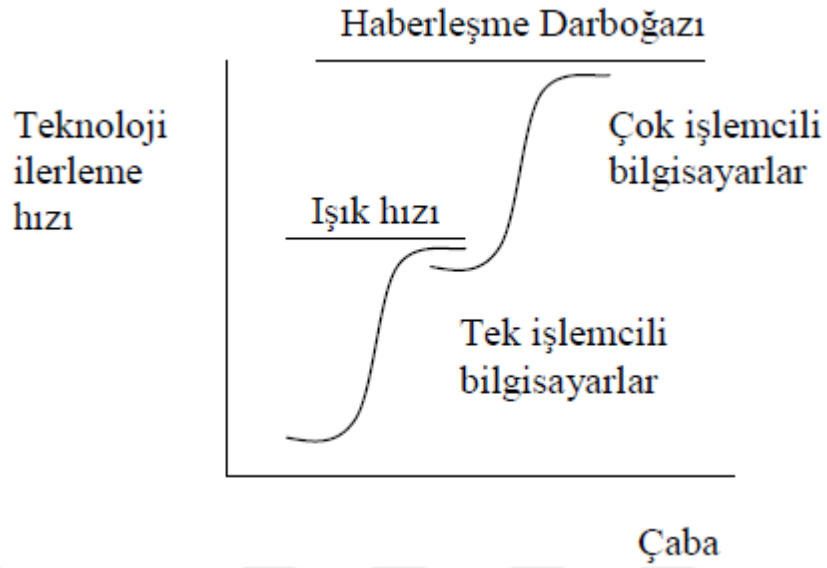 Haberleşme Darboğazı
Teknoloji
ilerleme
hızı
Çok işlemcili
bilgisayarlar
Işık hızı
Tek işlemcili
bilgisayarlar
Çaba